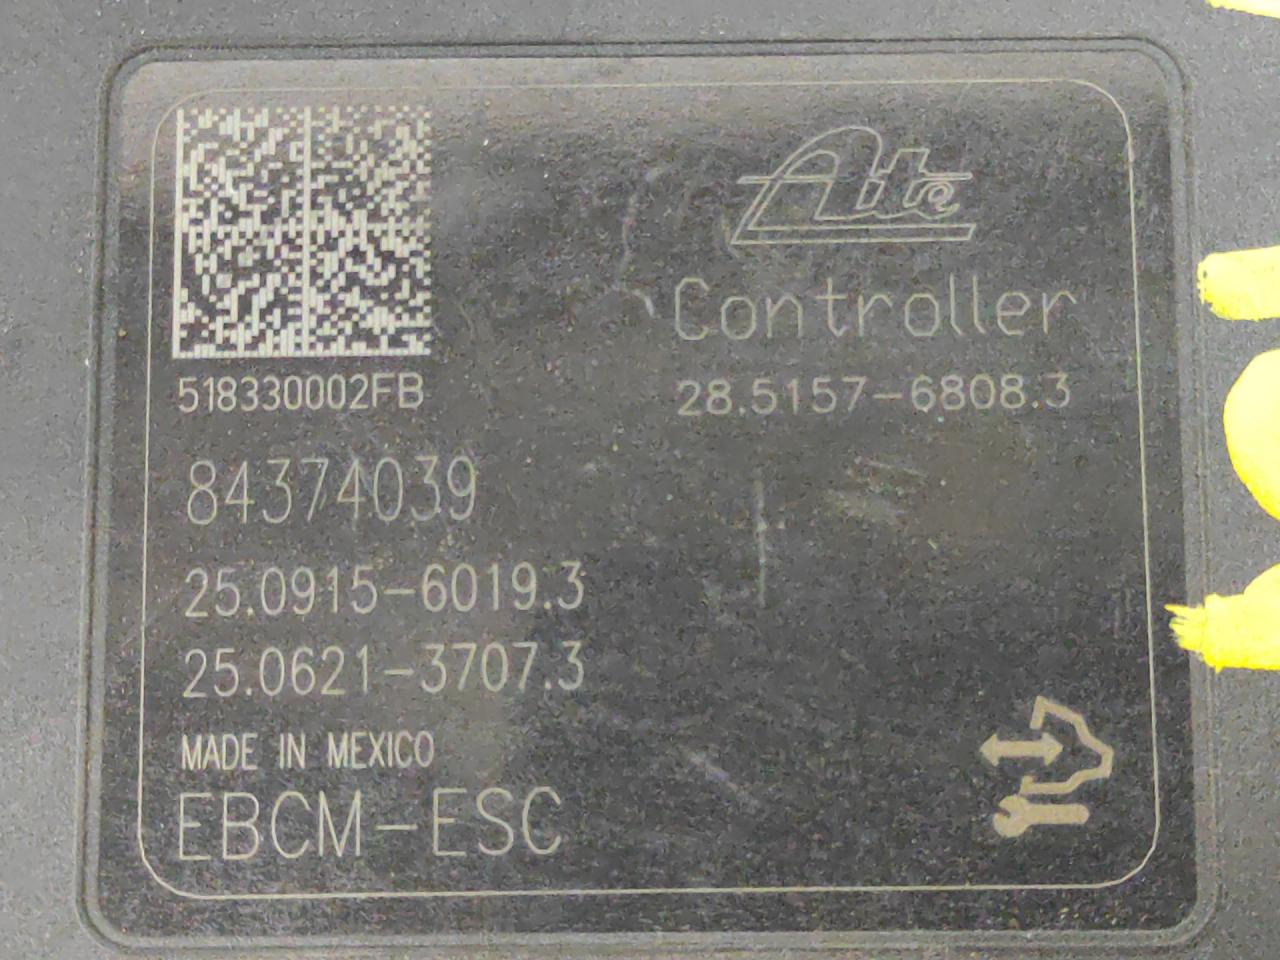 Ate
Controller
518330002FB
28.5157-6808.3
84374039
25.0915-6019.3
25.0621-3707.3
MADE IN MEXICO
EBCM-ESC